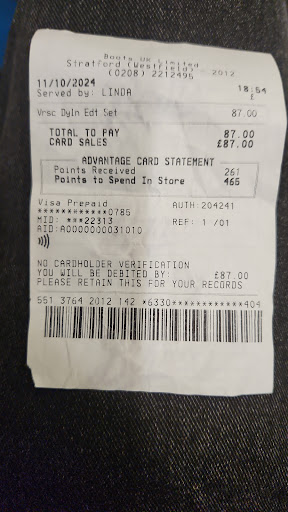 Boots UK Limited
Stratford (Westfield)
(0208) 2212495 2012
11/10/2024 18:54
Served by: LINDA £
Vrsc Dyln Edt Set 87.00
TOTAL TO PAY 87.00
CARD SALES £87.00
ADVANTAGE CARD STATEMENT
Points Received 261
Points to Spend In Store 465
Visa Prepaid AUTH:204241
************0785
MID: ***22313 REF: 1 /01
AID:A0000000031010
NO CARDHOLDER VERIFICATION
YOU WILL BE DEBITED BY: £87.00
PLEASE RETAIN THIS FOR YOUR RECORDS
551 3764 2012 142 *6330************404